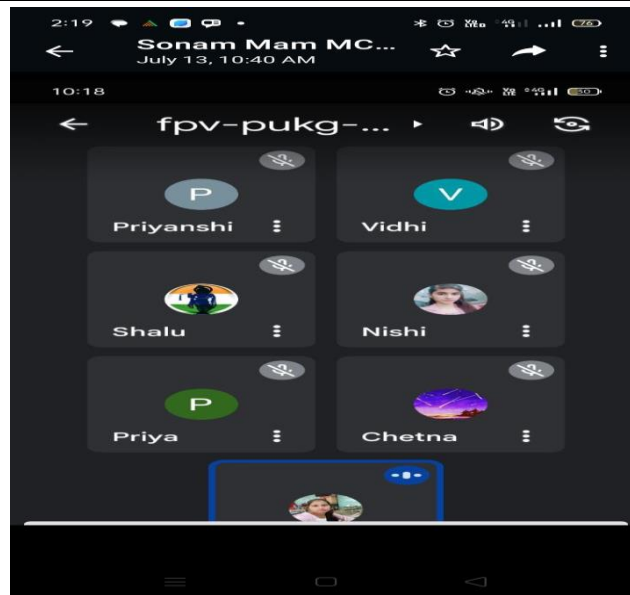 2:19
76
Sonam Mam MC...
July 13, 10:40 AM
10:18
fpv-pukg-...
P
V
Priyanshi
Vidhi
Shalu
Nishi
P
Priya
Chetna